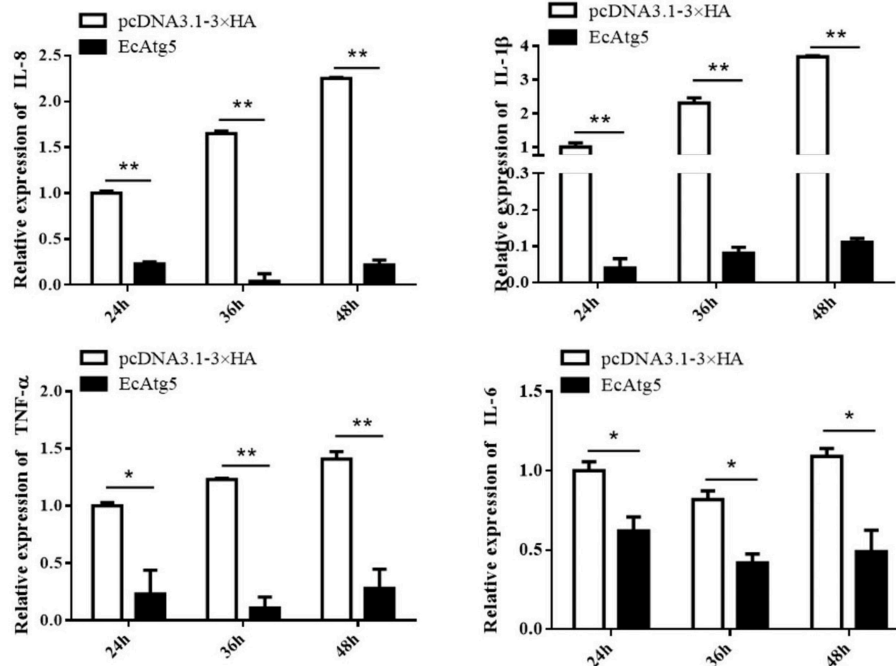 pcDNA3.1-3×HA
EcAtg5
Relative expression of IL-8
2.5
2.0
1.5
1.0
0.5
0.0
**
**
**
24h
36h
48h
pcDNA3.1-3×HA
EcAtg5
Relative expression of IL-1β
4
3
2
1
0.3
0.2
0.1
0.0
**
**
**
24h
36h
48h
pcDNA3.1-3×HA
EcAtg5
Relative expression of TNF-α
2.0
1.5
1.0
0.5
0.0
*
**
**
24h
36h
48h
pcDNA3.1-3×HA
EcAtg5
Relative expression of IL-6
1.5
1.0
0.5
0.0
*
*
*
24h
36h
48h